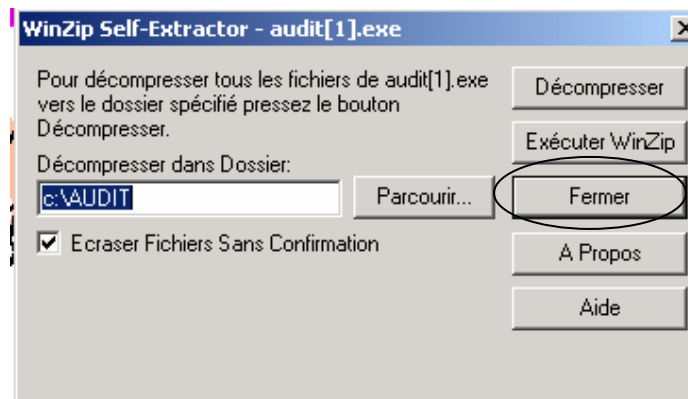 WinZip Self-Extractor - audit[1].exe
Pour décompresser tous les fichiers de audit[1].exe
vers le dossier spécifié pressez le bouton
Décompresser.
Décompresser dans Dossier:
c:\AUDIT
Parcourir...
Ecraser Fichiers Sans Confirmation
Décompresser
Exécuter WinZip
Fermer
A Propos
Aide